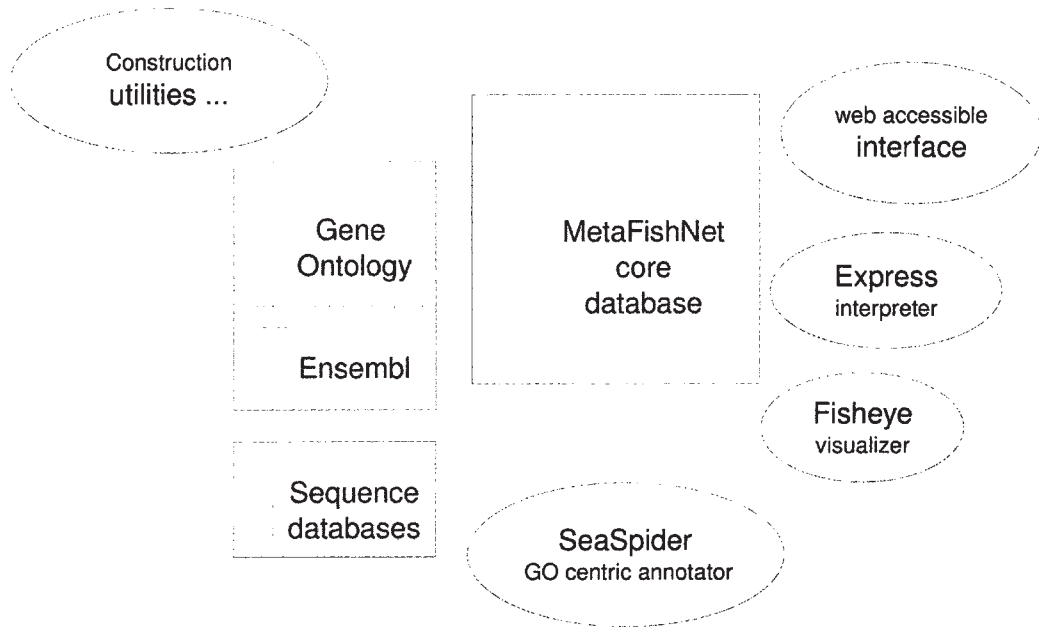 Construction
utilities ...
web accessible
interface
Gene
Ontology
MetaFishNet
core
database
Express
interpreter
Ensembl
Fisheye
visualizer
Sequence
databases
SeaSpider
GO centric annotator